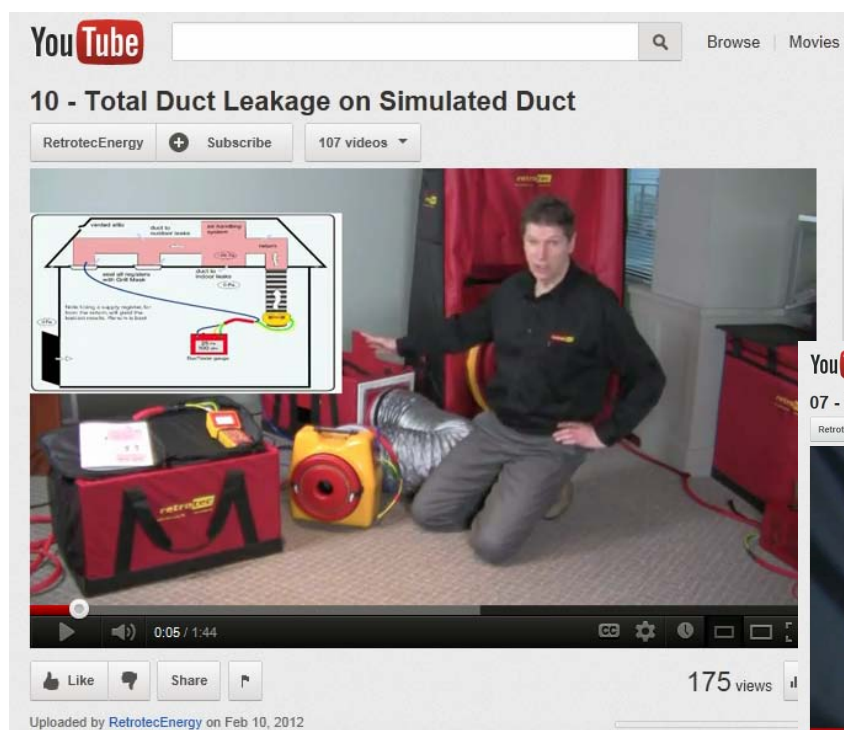 YouTube
Browse Movies
10 - Total Duct Leakage on Simulated Duct
RetrotecEnergy Subscribe 107 videos
retrotec
vented attic
duct to
outdoor leaks
air handling
system
return
seal all registers
with Grill Mask
duct to
indoor leaks
retrotec
0:05 / 1:44
CC
Like Share
175 views
Uploaded by RetrotecEnergy on Feb 10, 2012
You
07 -
Retrot